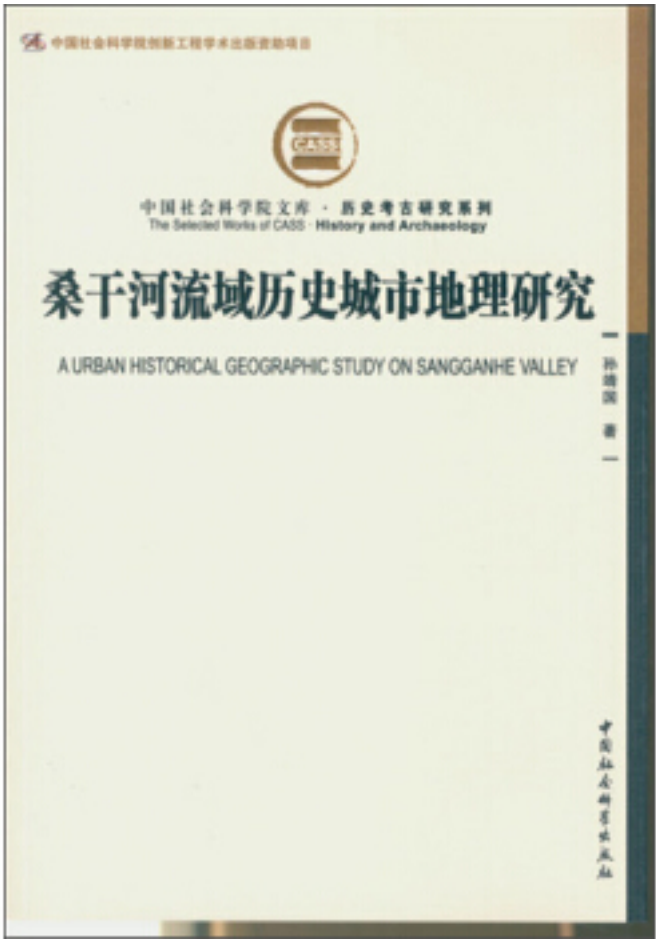 中国社会科学院创新工程学术出版资助项目
CASS
中国社会科学院文库·历史考古研究系列
The Selected Works of CASS · History and Archaeology
桑干河流域历史城市地理研究
A URBAN HISTORICAL GEOGRAPHIC STUDY ON SANGGANHE VALLEY
孙靖国 著
中国社会科学出版社